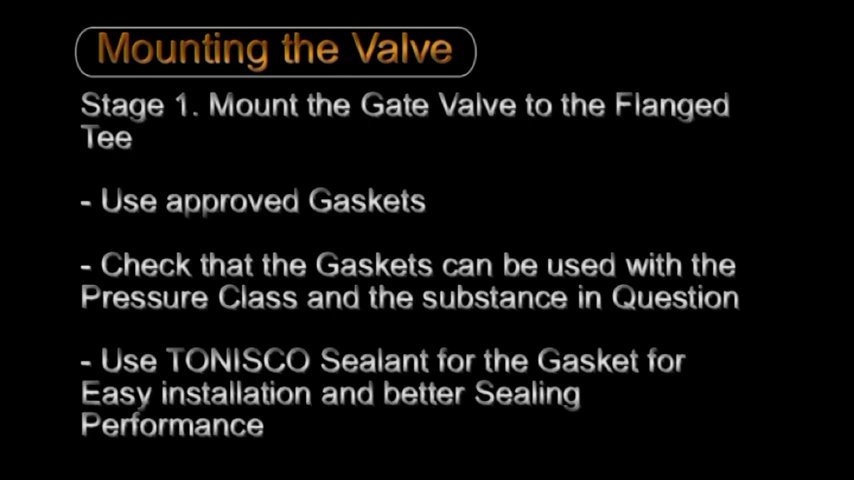 Mounting the Valve
Stage 1. Mount the Gate Valve to the Flanged
Tee
- Use approved Gaskets
- Check that the Gaskets can be used with the
Pressure Class and the substance in Question
- Use TONISCO Sealant for the Gasket for
Easy installation and better Sealing
Performance